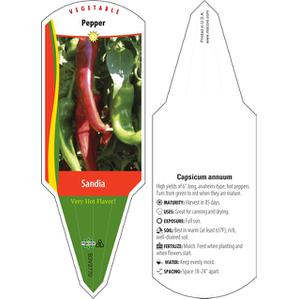 VEGETABLE
Pepper
Sandia
Very Hot Flavor!
Printed in U.S.A.
Capsicum annuum
High yields of 6" long, anaheim-type, hot peppers.
Turn from green to red when they are mature.
MATURITY: Harvest in 85 days.
USES: Great for canning and drying.
EXPOSURE: Full sun.
SOIL: Best in warm (at least 65°F), rich,
well-drained soil.
FERTILIZE: Mulch. Feed when planting and
when flowers start.
WATER: Keep evenly moist.
SPACING: Space 18-24" apart.